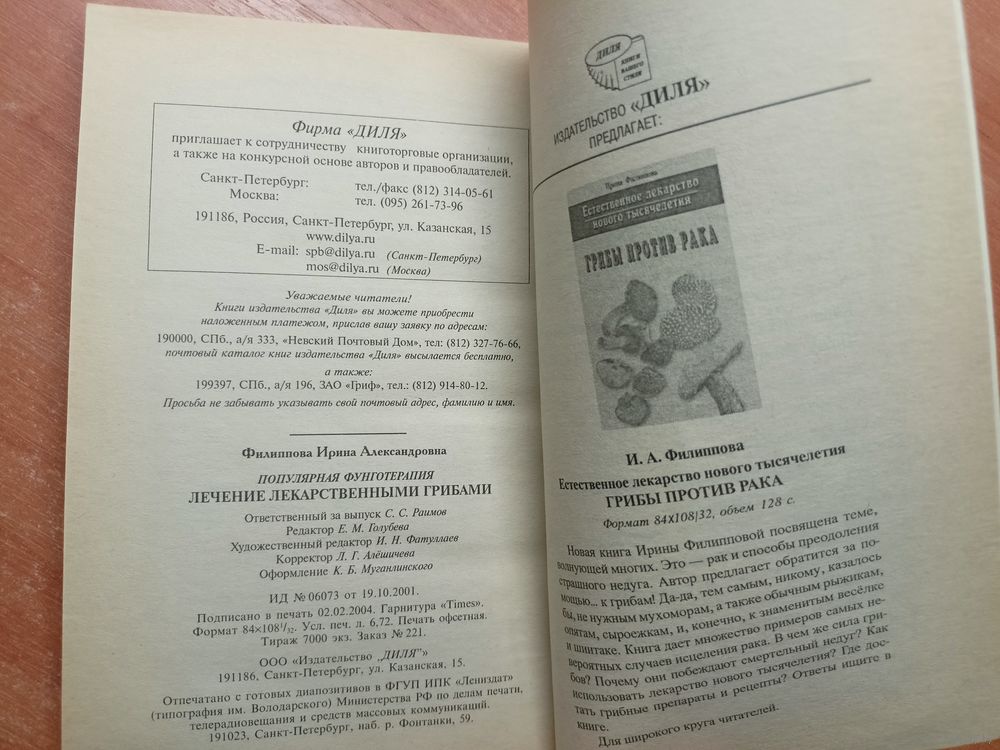 Фирма «ДИЛЯ»
приглашает к сотрудничеству книготорговые организации,
а также на конкурсной основе авторов и правообладателей.
Санкт-Петербург: тел./факс (812) 314-05-61
Москва: тел. (095) 261-73-96
191186, Россия, Санкт-Петербург, ул. Казанская, 15
www.dilya.ru
E-mail: spb@dilya.ru (Санкт-Петербург)
mos@dilya.ru (Москва)
Уважаемые читатели!
Книги издательства «Диля» вы можете приобрести
наложенным платежом, прислав вашу заявку по адресам:
190000, СПб., а/я 333, «Невский Почтовый Дом», тел: (812) 327-76-66,
почтовый каталог книг издательства «Диля» высылается бесплатно,
а также:
199397, СПб., а/я 196, ЗАО «Гриф», тел.: (812) 914-80-12.
Просьба не забывать указывать свой почтовый адрес, фамилию и имя.
Филиппова Ирина Александровна
ПОПУЛЯРНАЯ ФУНГОТЕРАПИЯ
ЛЕЧЕНИЕ ЛЕКАРСТВЕННЫМИ ГРИБАМИ
Ответственный за выпуск С. С. Раимов
Редактор Е. М. Голубева
Художественный редактор И. Н. Фатуллаев
Корректор Л. Г. Алёшичева
Оформление К. Б. Муганлинского
ИД № 06073 от 19.10.2001.
Подписано в печать 02.02.2004. Гарнитура «Times».
Формат 84×108¹/₃₂. Усл. печ. л. 6,72. Печать офсетная.
Тираж 7000 экз. Заказ № 221.
ООО «Издательство „ДИЛЯ"
191186, Санкт-Петербург, ул. Казанская, 15.
Отпечатано с готовых диапозитивов в ФГУП ИПК «Лениздат»
(типография им. Володарского) Министерства РФ по делам печати,
телерадиовещания и средств массовых коммуникаций.
191023, Санкт-Петербург, наб. р. Фонтанки, 59.
ДИЛЯ
КНИГИ
ВАШЕГО
СТИЛЯ
ИЗДАТЕЛЬСТВО «ДИЛЯ»
ПРЕДЛАГАЕТ:
Ирина Филиппова
Естественное лекарство
нового тысячелетия
ГРИБЫ ПРОТИВ РАКА
И. А. Филиппова
Естественное лекарство нового тысячелетия
ГРИБЫ ПРОТИВ РАКА
Формат 84X108/32, объем 128 с.
Новая книга Ирины Филипповой посвящена теме,
волнующей многих. Это — рак и способы преодоления
страшного недуга. Автор предлагает обратится за по-
мощью... к грибам! Да-да, тем самым, никому, казалось
бы, не нужным мухоморам, а также обычным рыжикам,
опятам, сыроежкам, и, конечно, к знаменитым весёлке
и шиитаке. Книга дает множество примеров самых не-
вероятных случаев исцеления рака. В чем же сила гри-
бов? Почему они побеждают смертельный недуг? Как
использовать лекарство нового тысячелетия? Где дос-
тать грибные препараты и рецепты? Ответы ищите в
книге.
Для широкого круга читателей.